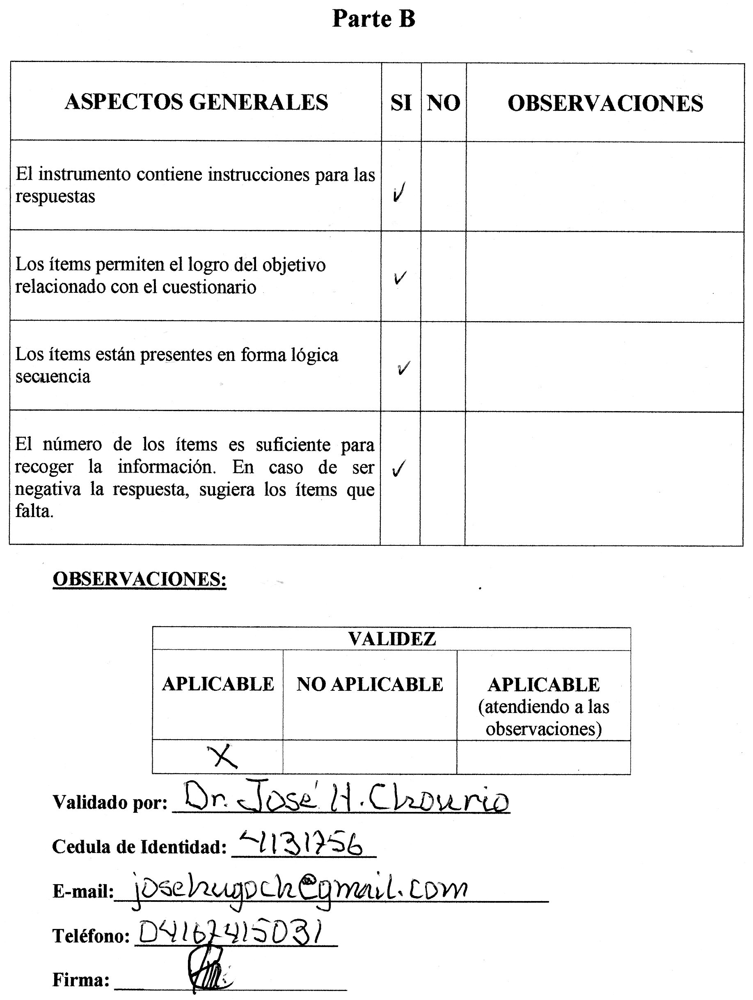 Parte B
ASPECTOS GENERALES SI NO OBSERVACIONES
El instrumento contiene instrucciones para las
respuestas ✓
Los ítems permiten el logro del objetivo
relacionado con el cuestionario ✓
Los ítems están presentes en forma lógica
secuencia ✓
El número de los ítems es suficiente para
recoger la información. En caso de ser ✓
negativa la respuesta, sugiera los ítems que
falta.
OBSERVACIONES:
VALIDEZ
APLICABLE NO APLICABLE APLICABLE
(atendiendo a las
observaciones)
X
Validado por: Dr. José H. Chourio
Cedula de Identidad: 4131756
E-mail: josehugoch@gmail.com
Teléfono: 04167415031
Firma: